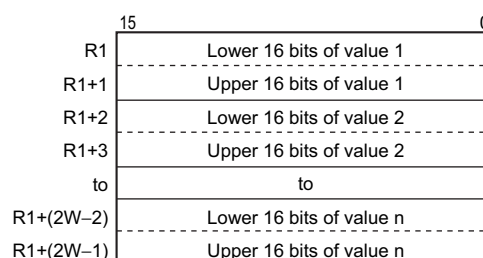 15 0
R1 Lower 16 bits of value 1
R1+1 Upper 16 bits of value 1
R1+2 Lower 16 bits of value 2
R1+3 Upper 16 bits of value 2
to to
R1+(2W−2) Lower 16 bits of value n
R1+(2W−1) Upper 16 bits of value n